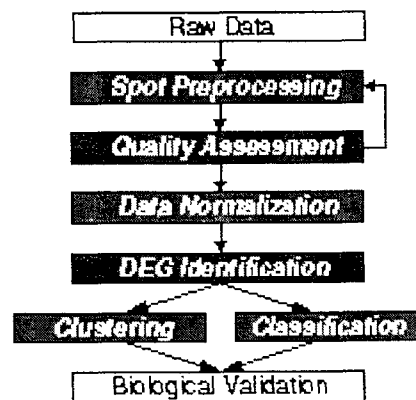 Raw Data
Spot Preprocessing
Quality Assessment
Data Normalization
DEG Identification
Clustering
Classification
Biological Validation